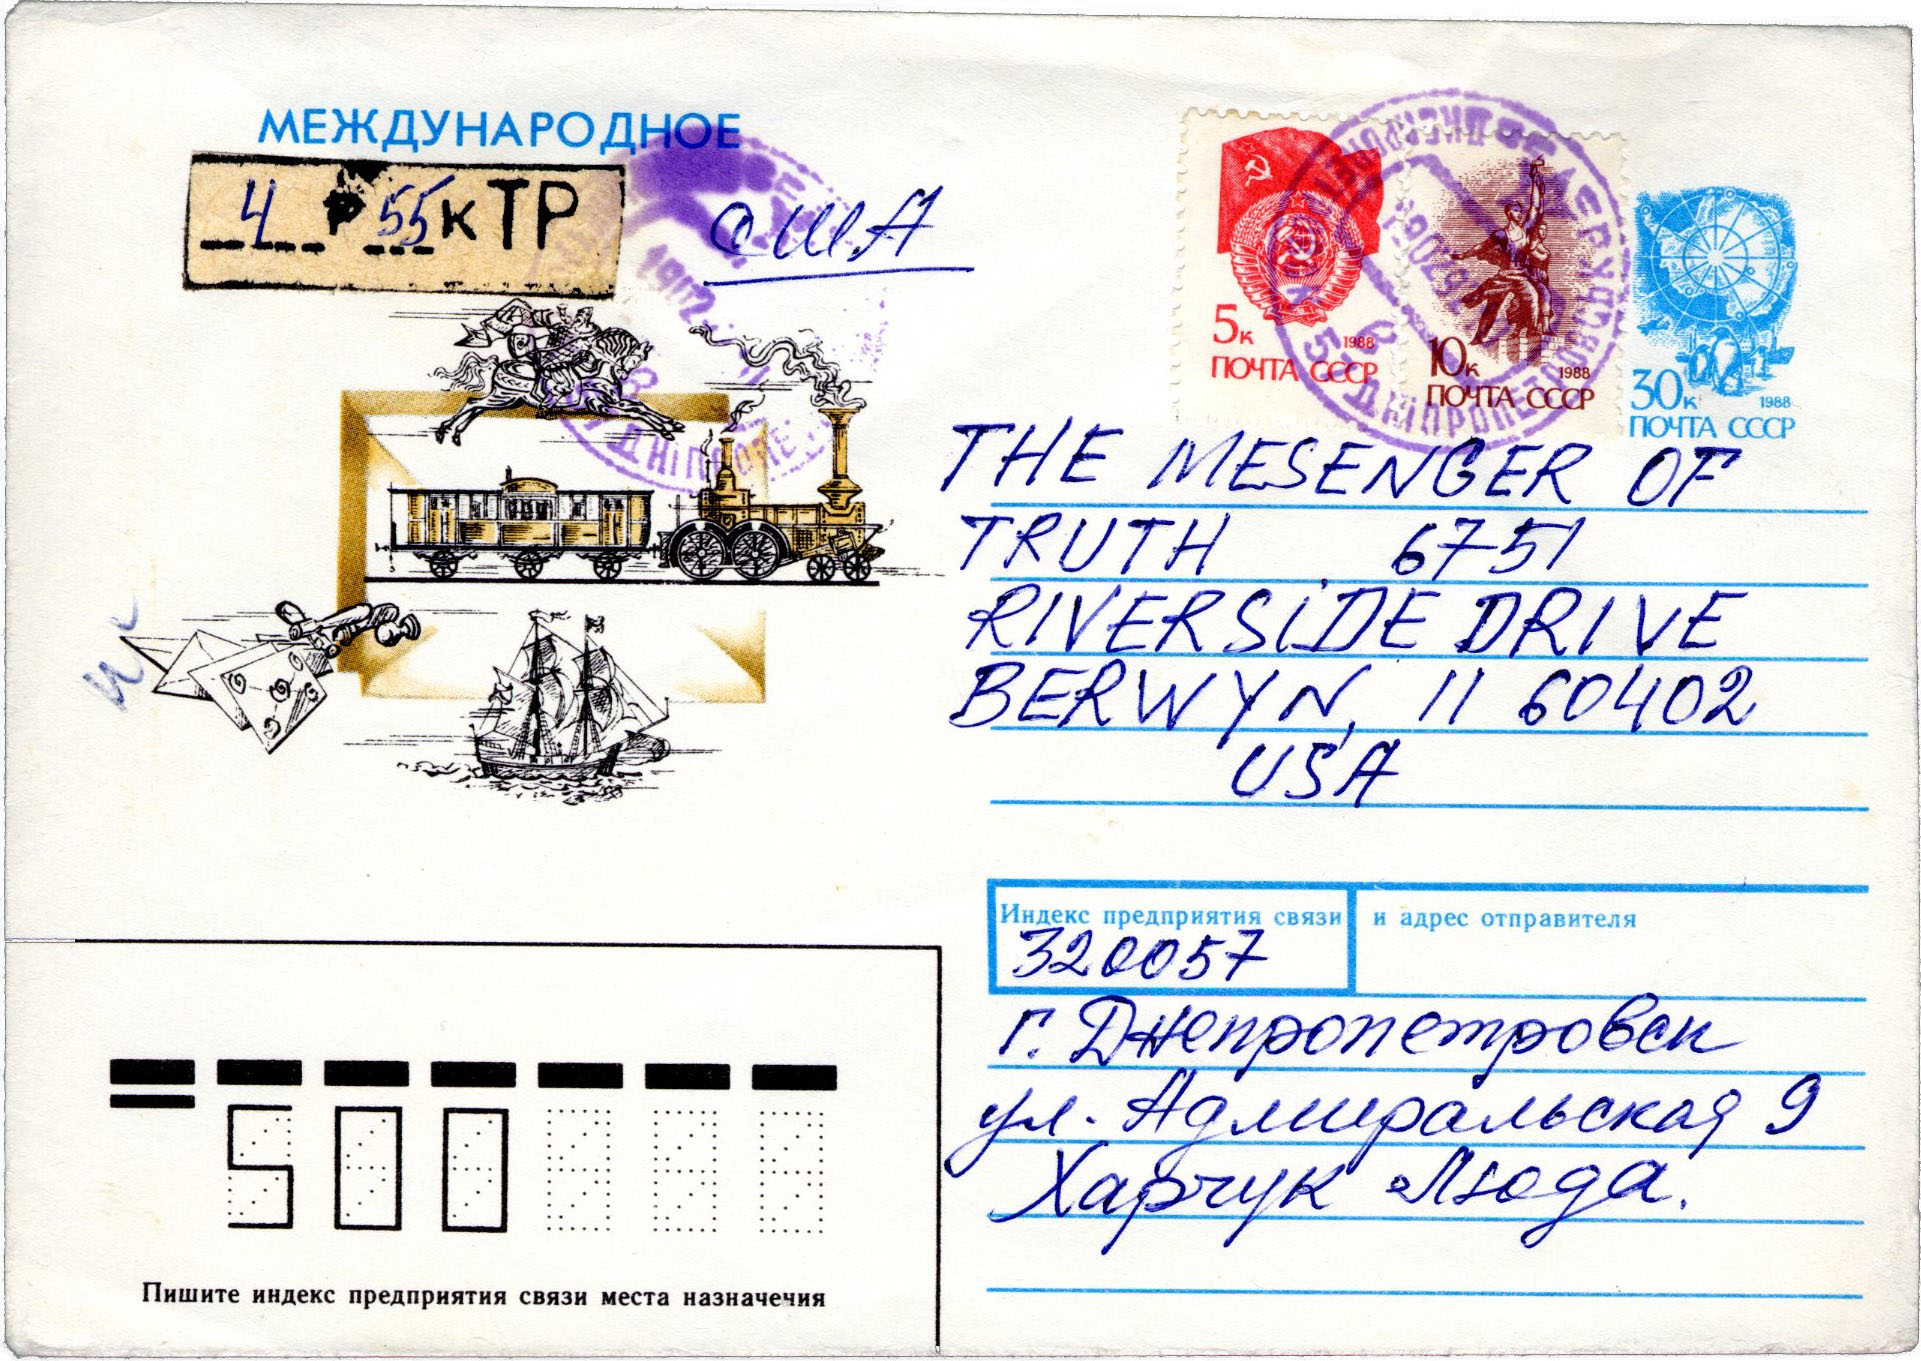 МЕЖДУНАРОДНОЕ
4 р 55 к ТР
США
5к 1988
ПОЧТА СССР
10к 1988
ПОЧТА СССР
30к 1988
ПОЧТА СССР
THE MESENGER OF
TRUTH 6751
RIVERSIDE DRIVE
BERWYN, Il 60402
USA
Индекс предприятия связи и адрес отправителя
320057
г. Днепропетровск
ул. Адмиральская 9
Харчук Люда.
500
Пишите индекс предприятия связи места назначения